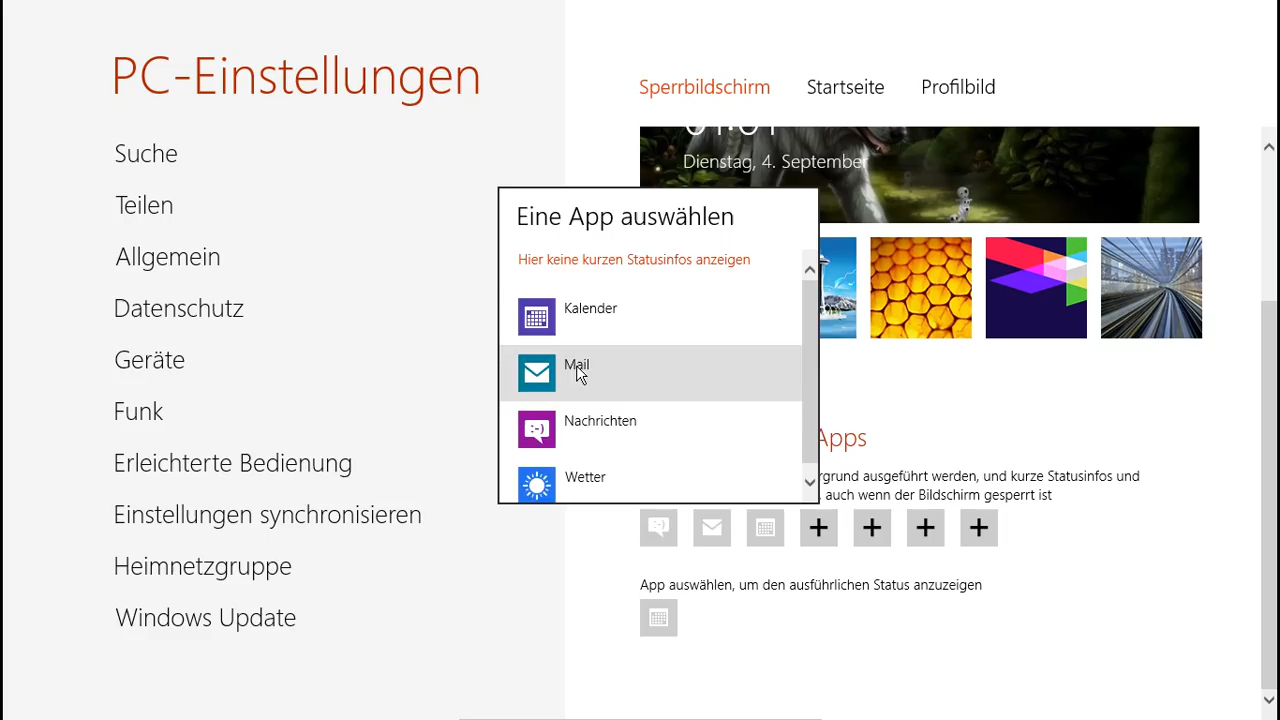 PC-Einstellungen
Suche
Teilen
Allgemein
Datenschutz
Geräte
Funk
Erleichterte Bedienung
Einstellungen synchronisieren
Heimnetzgruppe
Windows Update
Sperrbildschirm Startseite Profilbild
Dienstag, 4. September
Eine App auswählen
Hier keine kurzen Statusinfos anzeigen
Kalender
Mail
Nachrichten
Wetter
Apps
ergrund ausgeführt werden, und kurze Statusinfos und
, auch wenn der Bildschirm gesperrt ist
App auswählen, um den ausführlichen Status anzuzeigen